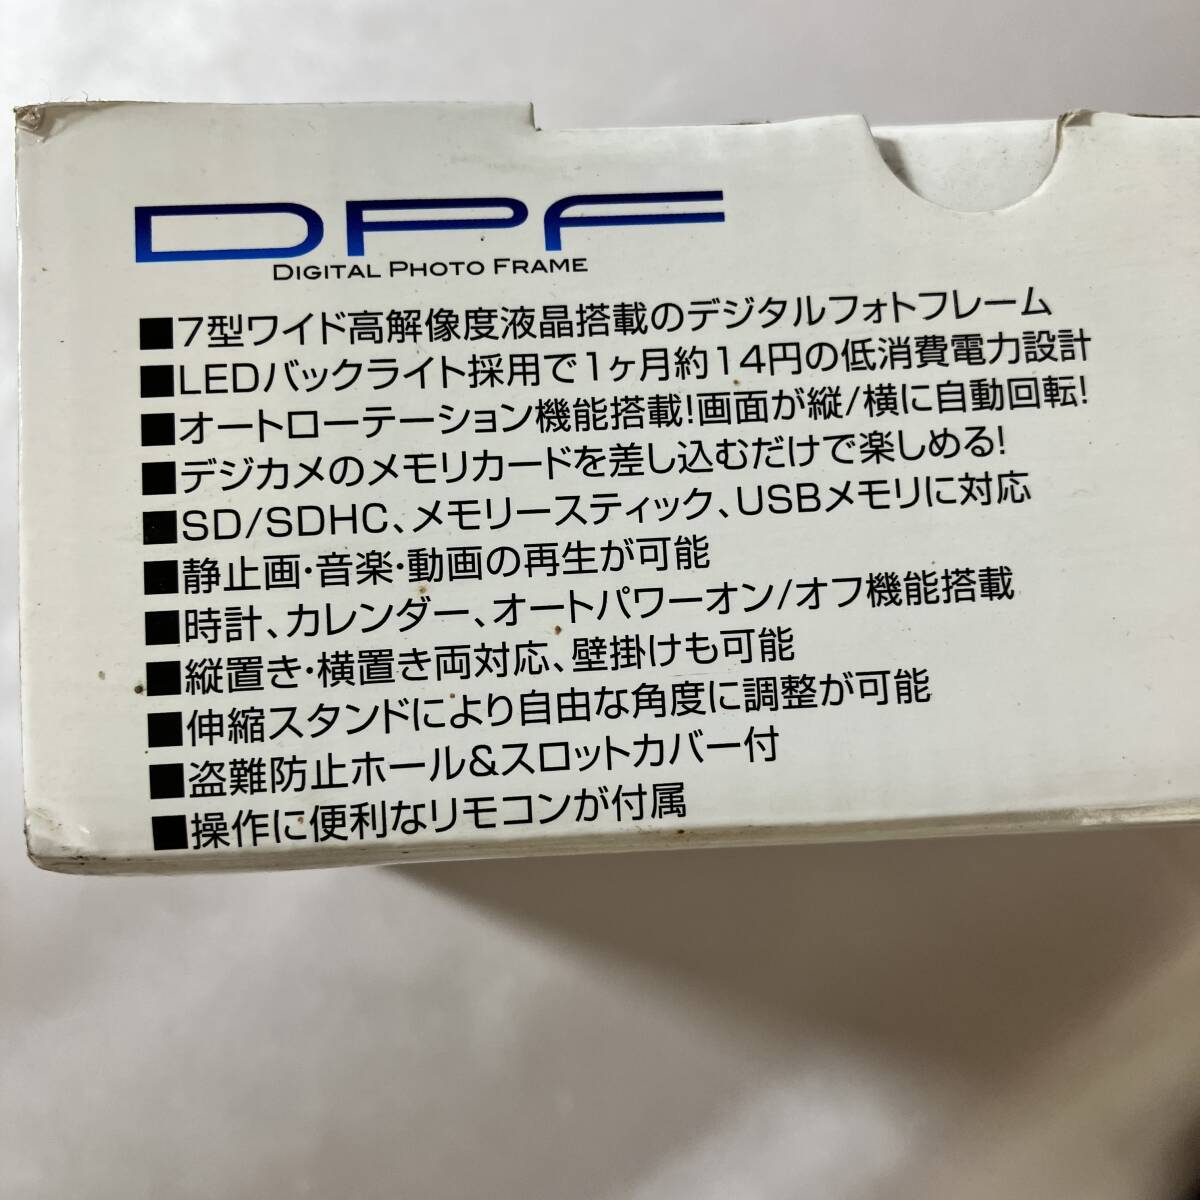 DPF
DIGITAL PHOTO FRAME
■7型ワイド高解像度液晶搭載のデジタルフォトフレーム
■LEDバックライト採用で1ヶ月約14円の低消費電力設計
■オートローテーション機能搭載!画面が縦/横に自動回転!
■デジカメのメモリカードを差し込むだけで楽しめる!
■SD/SDHC、メモリースティック、USBメモリに対応
■静止画・音楽・動画の再生が可能
■時計、カレンダー、オートパワーオン/オフ機能搭載
■縦置き・横置き両対応、壁掛けも可能
■伸縮スタンドにより自由な角度に調整が可能
■盗難防止ホール&スロットカバー付
■操作に便利なリモコンが付属